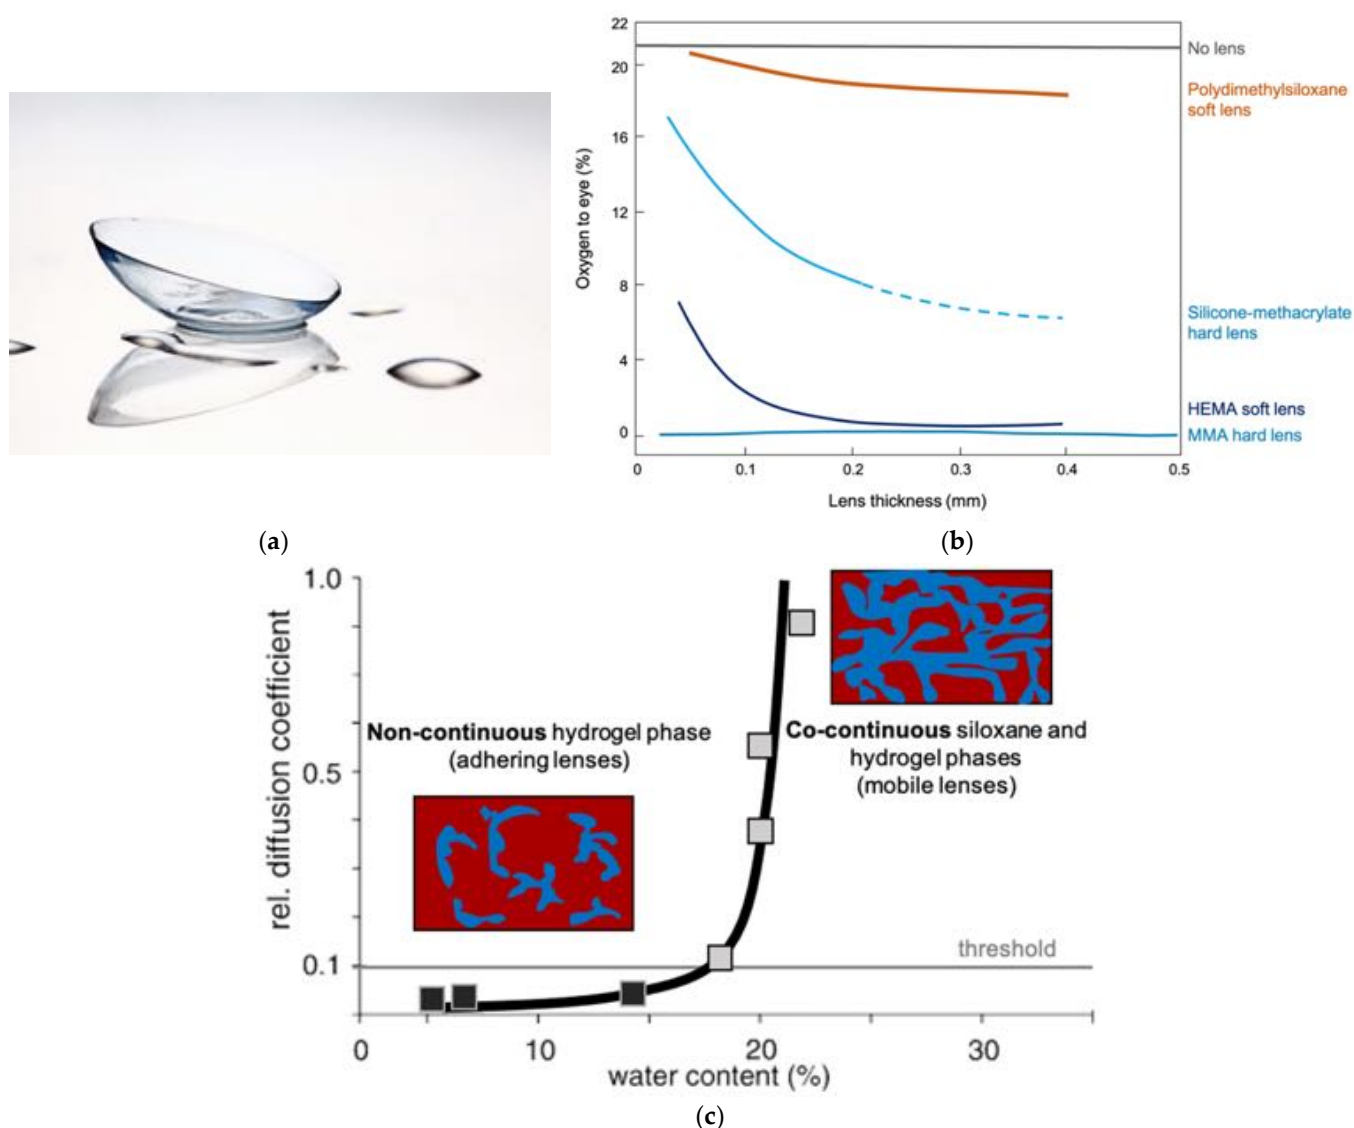 22
20
16
12
8
4
0
Oxygen to eye (%)
0
0.1
0.2
0.3
0.4
0.5
Lens thickness (mm)
No lens
Polydimethylsiloxane
soft lens
Silicone-methacrylate
hard lens
HEMA soft lens
MMA hard lens
(a)
(b)
1.0
0.5
0.1
rel. diffusion coefficient
Non-continuous hydrogel phase
(adhering lenses)
Co-continuous siloxane and
hydrogel phases
(mobile lenses)
threshold
0
10
20
30
water content (%)
(c)